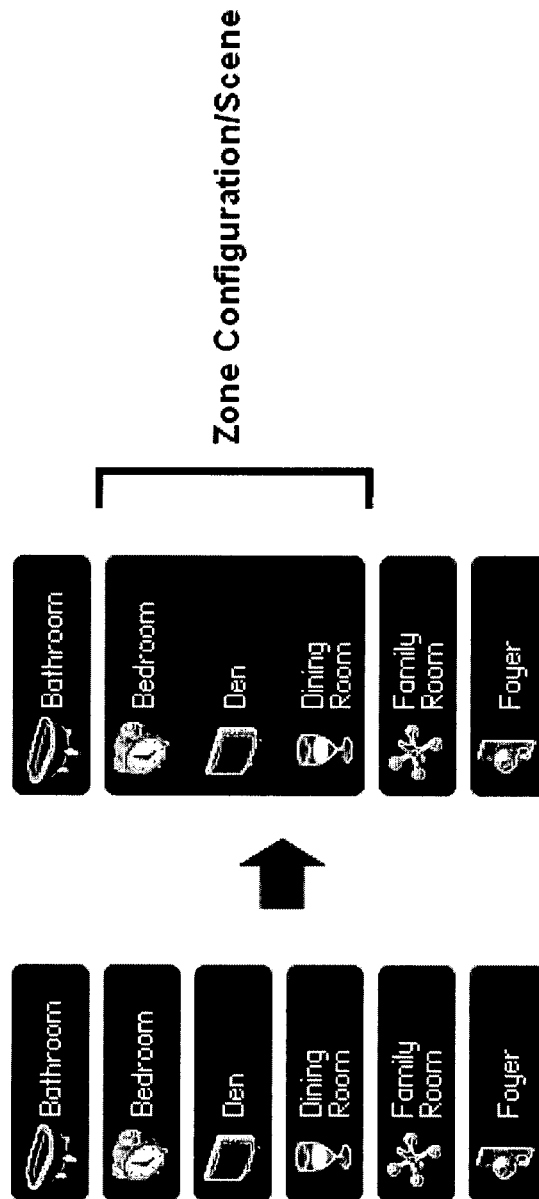 Bathroom
Bedroom
Den
Dining
Room
Family
Room
Foyer
Bathroom
Bedroom
Den
Dining
Room
Family
Room
Foyer
Zone Configuration/Scene